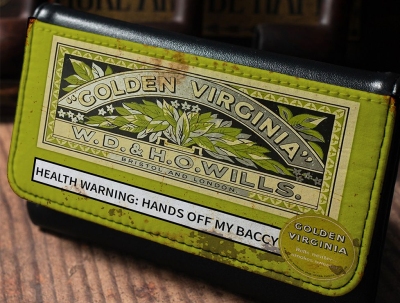 "GOLDEN VIRGINIA"
W.D. & H.O. WILLS.
BRISTOL AND LONDON.
HEALTH WARNING: HANDS OFF MY BACCY
GOLDEN
VIRGINIA